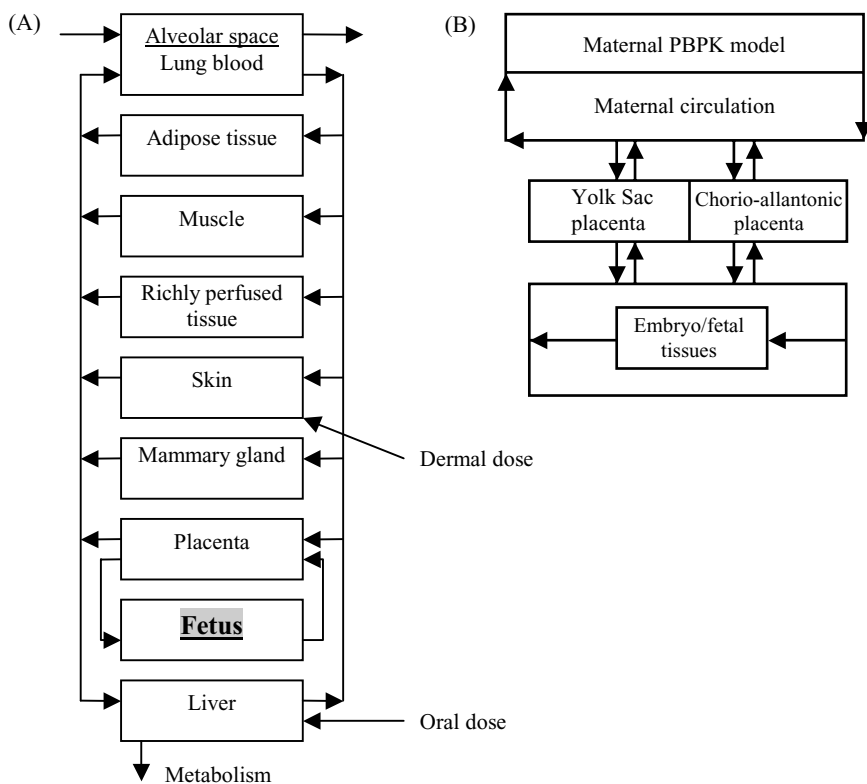 (A)
Alveolar space
Lung blood
Adipose tissue
Muscle
Richly perfused
tissue
Skin
Mammary gland
Dermal dose
Placenta
Fetus
Liver
Oral dose
Metabolism
(B)
Maternal PBPK model
Maternal circulation
Yolk Sac
placenta
Chorio-allantonic
placenta
Embryo/fetal
tissues